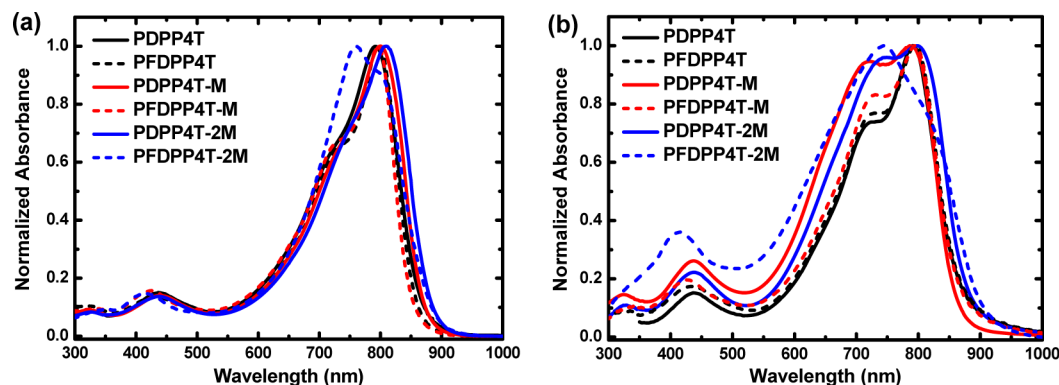 (a)
PDPP4T
PFDPP4T
PDPP4T-M
PFDPP4T-M
PDPP4T-2M
PFDPP4T-2M
Normalized Absorbance
1.0
0.8
0.6
0.4
0.2
0.0
300 400 500 600 700 800 900 1000
Wavelength (nm)
(b)
PDPP4T
PFDPP4T
PDPP4T-M
PFDPP4T-M
PDPP4T-2M
PFDPP4T-2M
Normalized Absorbance
1.0
0.8
0.6
0.4
0.2
0.0
300 400 500 600 700 800 900 1000
Wavelength (nm)